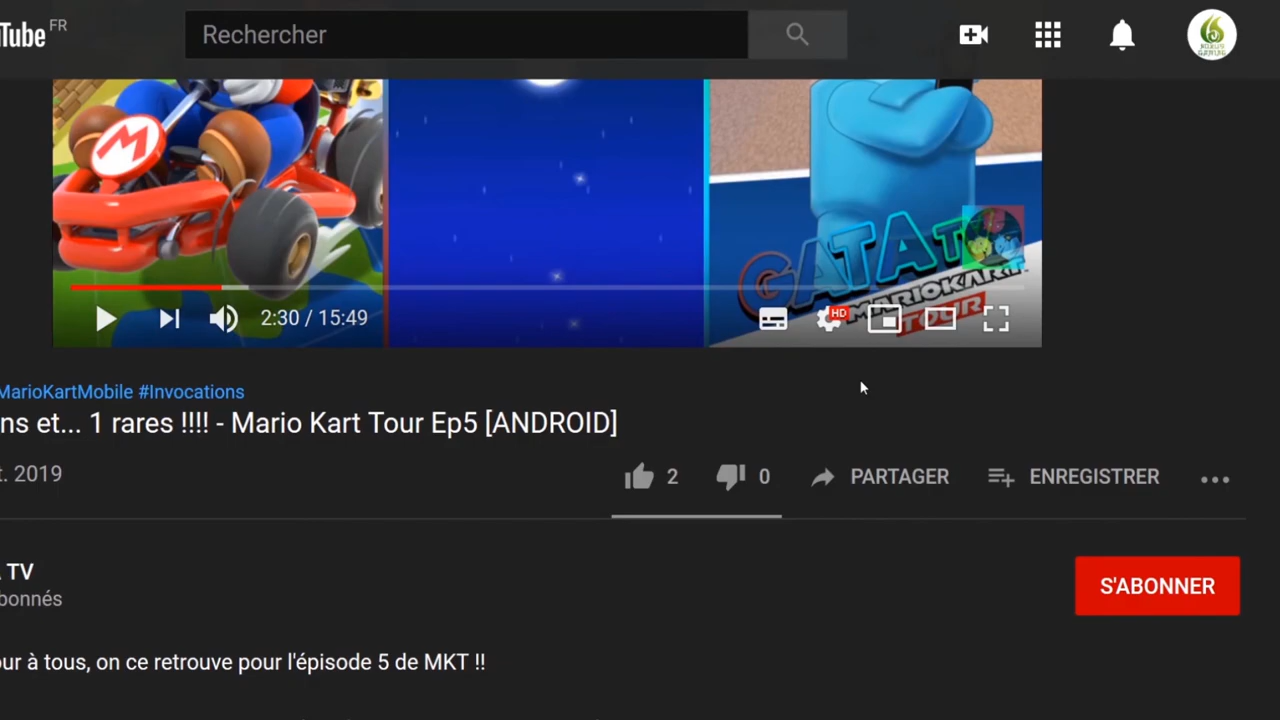 Tube FR
Rechercher
M
GATA T
MARIOKART
TOUR
HD
2:30 / 15:49
MarioKartMobile #Invocations
ns et... 1 rares !!!! - Mario Kart Tour Ep5 [ANDROID]
t. 2019
2
0
PARTAGER
ENREGISTRER
TV
bonnés
S'ABONNER
ur à tous, on ce retrouve pour l'épisode 5 de MKT !!